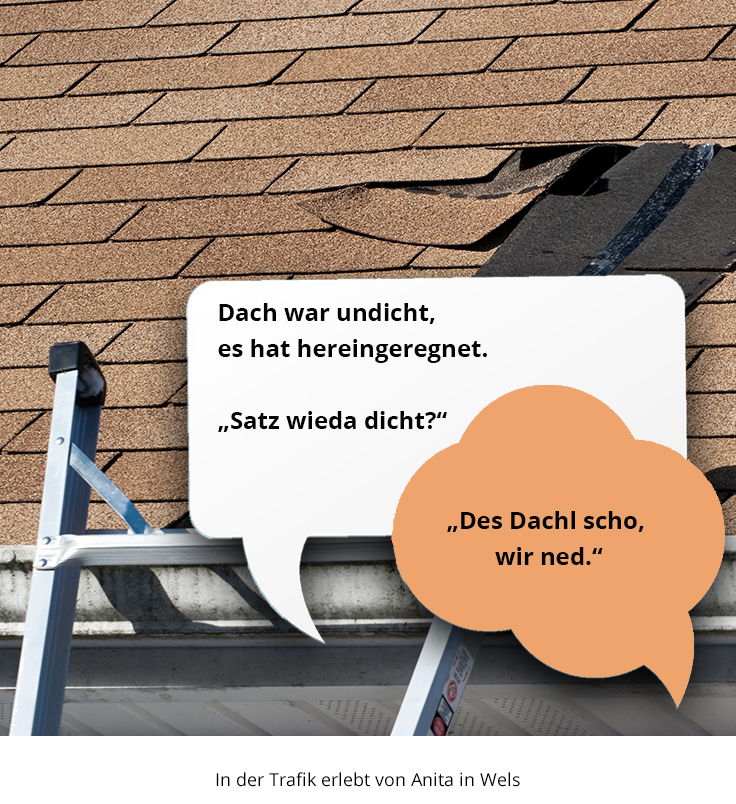 Dach war undicht,
es hat hereingeregnet.
„Satz wieda dicht?“
„Des Dachl scho,
wir ned.“
In der Trafik erlebt von Anita in Wels